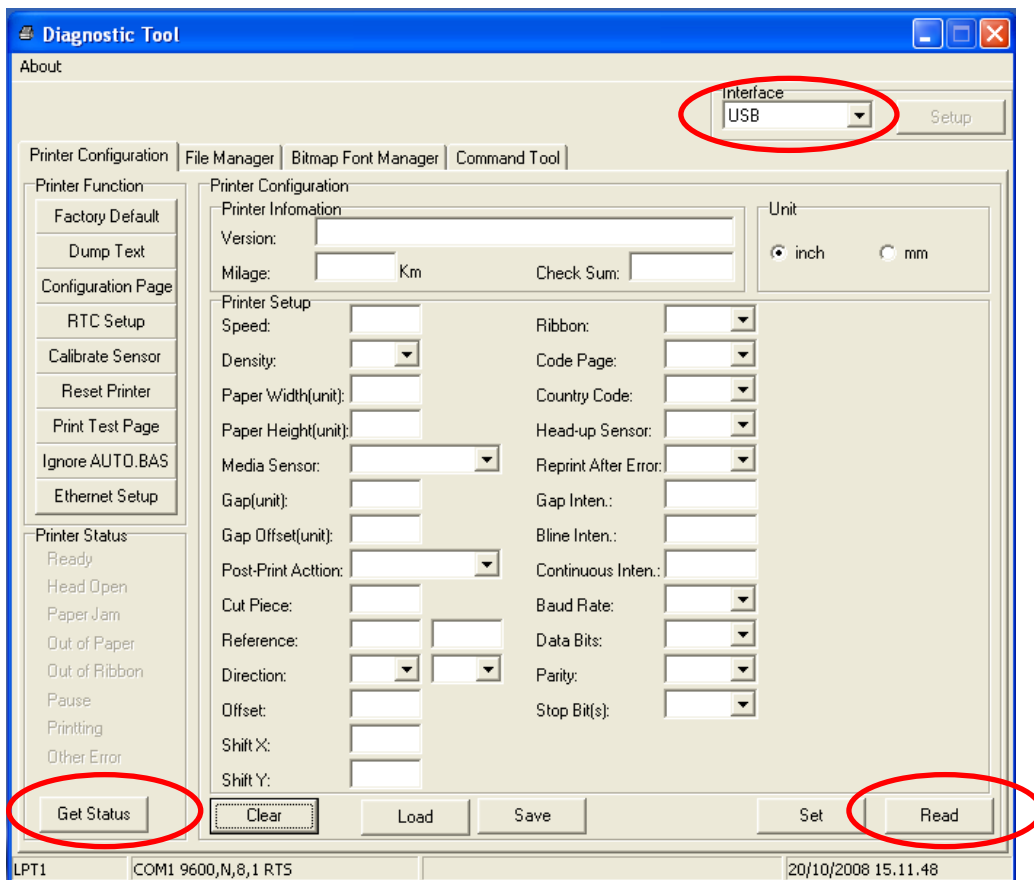 Diagnostic Tool
About
Interface
USB
Setup
Printer Configuration File Manager Bitmap Font Manager Command Tool
Printer Function
Factory Default
Dump Text
Configuration Page
RTC Setup
Calibrate Sensor
Reset Printer
Print Test Page
Ignore AUTO.BAS
Ethernet Setup
Printer Status
Ready
Head Open
Paper Jam
Out of Paper
Out of Ribbon
Pause
Printting
Other Error
Get Status
Printer Configuration
Printer Infomation
Version:
Milage: Km Check Sum:
Unit
inch mm
Printer Setup
Speed: Ribbon:
Density: Code Page:
Paper Width(unit): Country Code:
Paper Height(unit): Head-up Sensor:
Media Sensor: Reprint After Error:
Gap(unit): Gap Inten.:
Gap Offset(unit): Bline Inten.:
Post-Print Acttion: Continuous Inten.:
Cut Piece: Baud Rate:
Reference: Data Bits:
Direction: Parity:
Offset: Stop Bit(s):
Shift X:
Shift Y:
Clear Load Save Set Read
LPT1 COM1 9600,N,8,1 RTS 20/10/2008 15.11.48